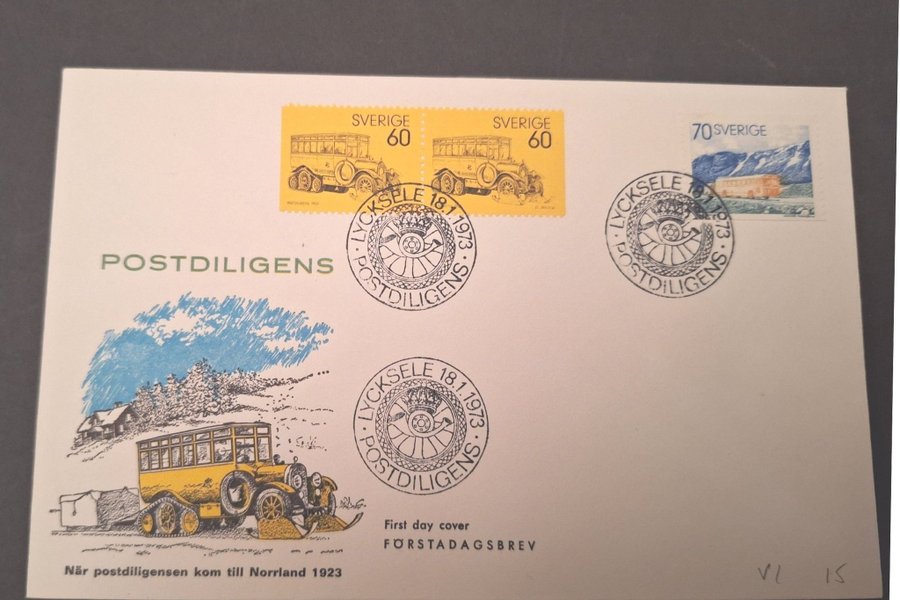 SVERIGE
60
SVERIGE
60
70 SVERIGE
LYCKSELE 18.1.1973
· POSTDILIGENS ·
LYCKSELE 18.1.1973
· POSTDILIGENS ·
POSTDILIGENS
LYCKSELE 18.1.1973
· POSTDILIGENS ·
First day cover
FÖRSTADAGSBREV
När postdiligensen kom till Norrland 1923
15